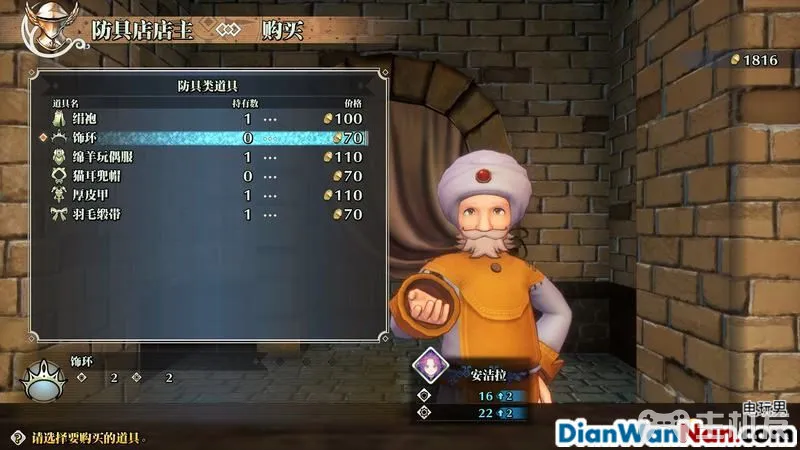 防具店店主 购买
1816
防具类道具
道具名 持有数 价格
绢袍 1 ••• 100
饰环 0 ••• 70
绵羊玩偶服 1 ••• 110
猫耳兜帽 0 ••• 70
厚皮甲 1 ••• 110
羽毛缎带 1 ••• 70
饰环
2 2
安洁拉
16 2
22 2
电玩男
DianWanNan.com
请选择要购买的道具。